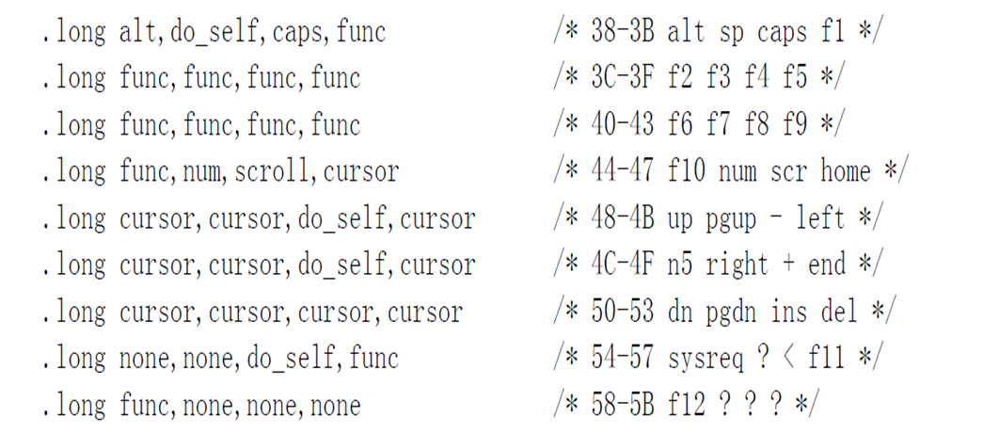 .long alt,do_self,caps,func /* 38-3B alt sp caps f1 */
.long func,func,func,func /* 3C-3F f2 f3 f4 f5 */
.long func,func,func,func /* 40-43 f6 f7 f8 f9 */
.long func,num,scroll,cursor /* 44-47 f10 num scr home */
.long cursor,cursor,do_self,cursor /* 48-4B up pgup - left */
.long cursor,cursor,do_self,cursor /* 4C-4F n5 right + end */
.long cursor,cursor,cursor,cursor /* 50-53 dn pgdn ins del */
.long none,none,do_self,func /* 54-57 sysreq ? < f11 */
.long func,none,none,none /* 58-5B f12 ? ? ? */